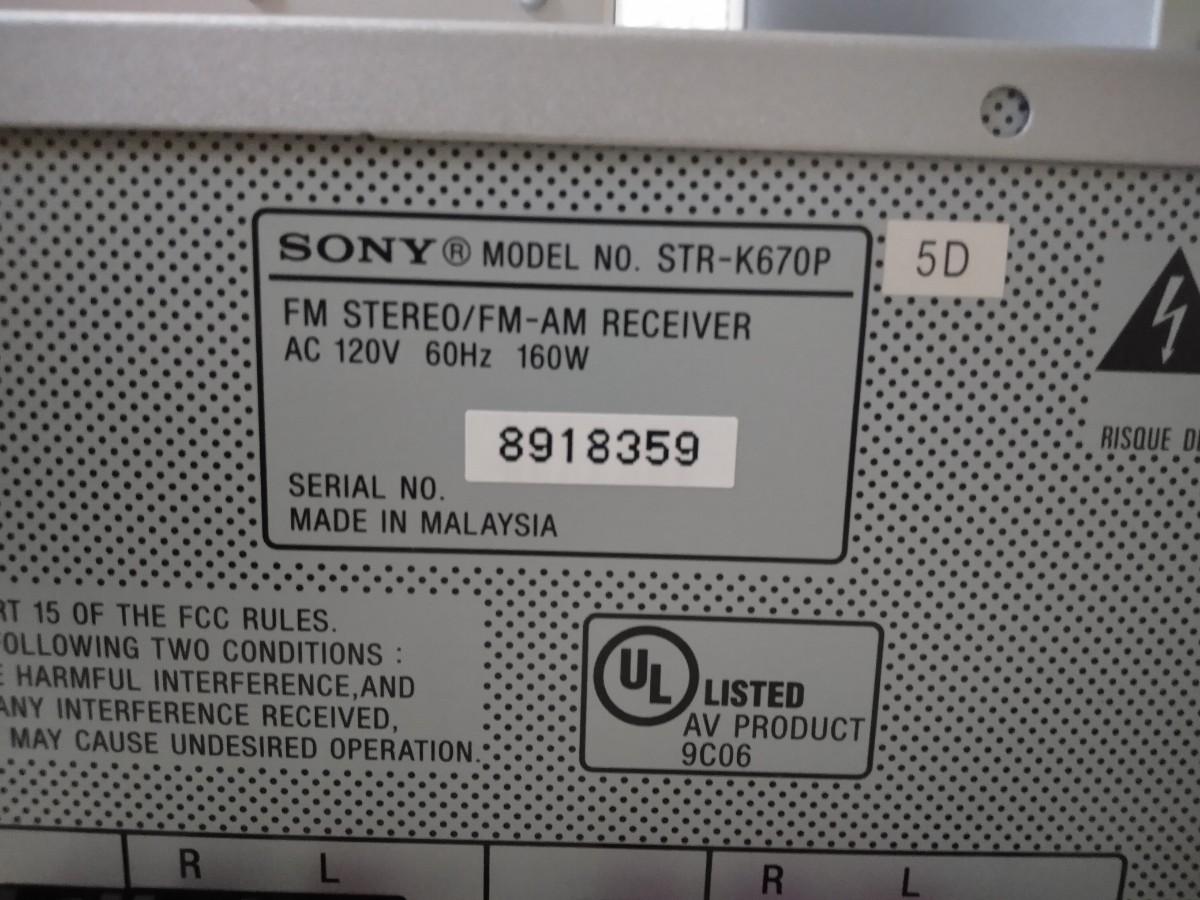 SONY® MODEL NO. STR-K670P
5D
FM STEREO/FM-AM RECEIVER
AC 120V 60Hz 160W
8918359
SERIAL NO.
MADE IN MALAYSIA
RISQUE
RT 15 OF THE FCC RULES.
FOLLOWING TWO CONDITIONS :
HARMFUL INTERFERENCE,AND
ANY INTERFERENCE RECEIVED,
MAY CAUSE UNDESIRED OPERATION.
UL LISTED
AV PRODUCT
9C06
R L R L